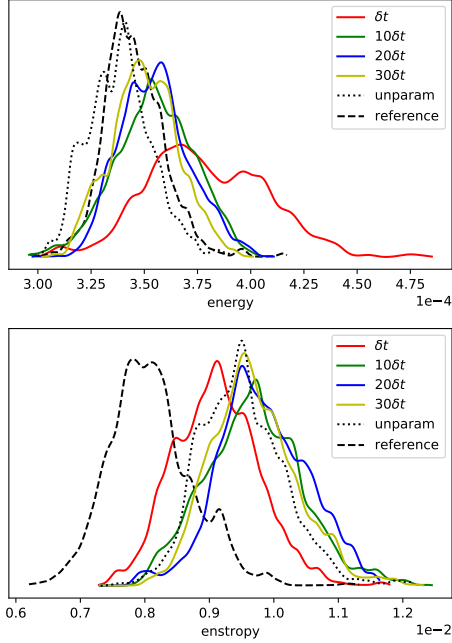 δt
10δt
20δt
30δt
unparam
reference
3.00 3.25 3.50 3.75 4.00 4.25 4.50 4.75
energy
1e−4
δt
10δt
20δt
30δt
unparam
reference
0.6 0.7 0.8 0.9 1.0 1.1 1.2
enstropy
1e−2